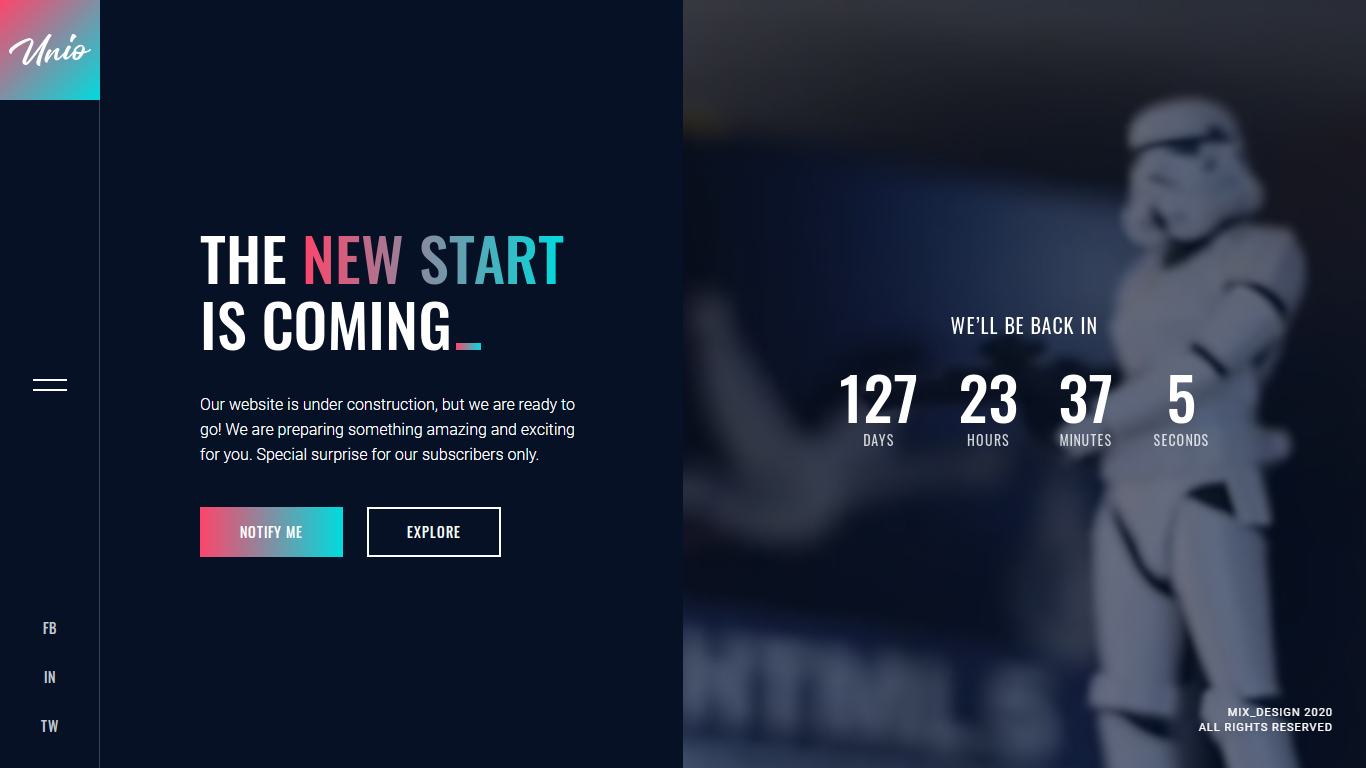 Unio
THE NEW START
IS COMING_
Our website is under construction, but we are ready to
go! We are preparing something amazing and exciting
for you. Special surprise for our subscribers only.
NOTIFY ME
EXPLORE
FB
IN
TW
WE’LL BE BACK IN
127 23 37 5
DAYS HOURS MINUTES SECONDS
HTML5
MIX_DESIGN 2020
ALL RIGHTS RESERVED